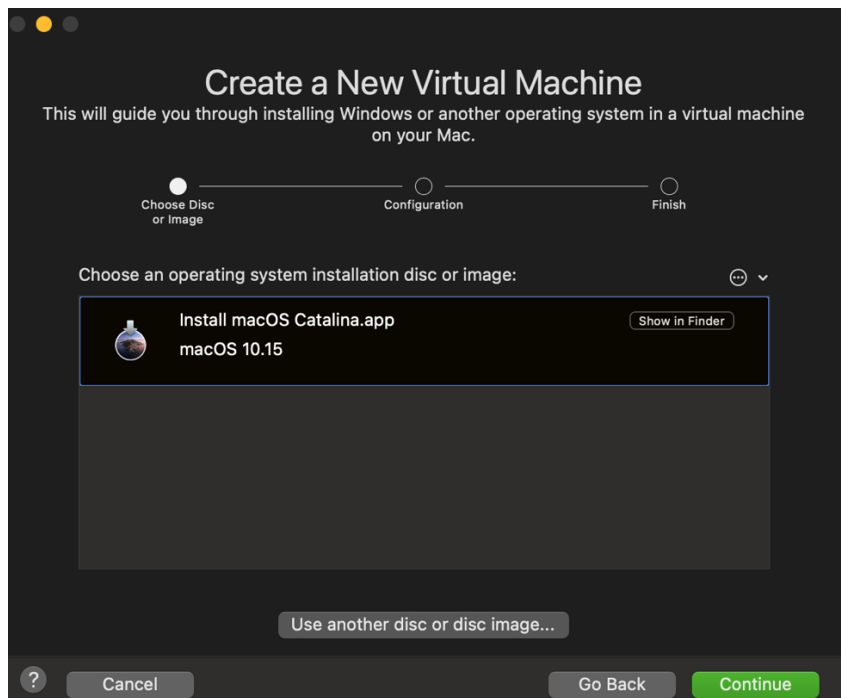 Create a New Virtual Machine
This will guide you through installing Windows or another operating system in a virtual machine
on your Mac.
Choose Disc
or Image
Configuration
Finish
Choose an operating system installation disc or image:
Install macOS Catalina.app
Show in Finder
macOS 10.15
Use another disc or disc image...
?
Cancel
Go Back
Continue